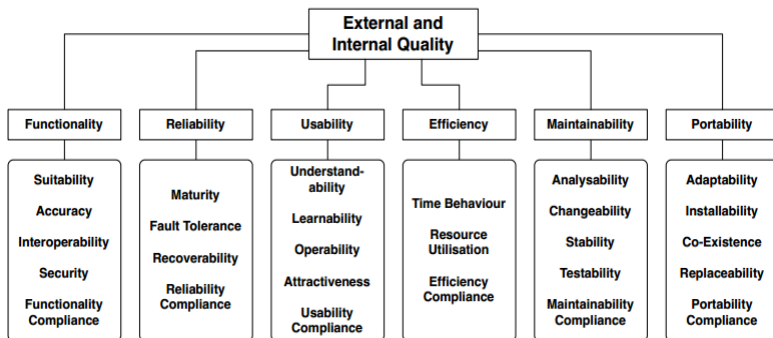 External and
Internal Quality
Functionality
Reliability
Usability
Efficiency
Maintainability
Portability
Suitability
Accuracy
Interoperability
Security
Functionality
Compliance
Maturity
Fault Tolerance
Recoverability
Reliability
Compliance
Understand-
ability
Learnability
Operability
Attractiveness
Usability
Compliance
Time Behaviour
Resource
Utilisation
Efficiency
Compliance
Analysability
Changeability
Stability
Testability
Maintainability
Compliance
Adaptability
Installability
Co-Existence
Replaceability
Portability
Compliance